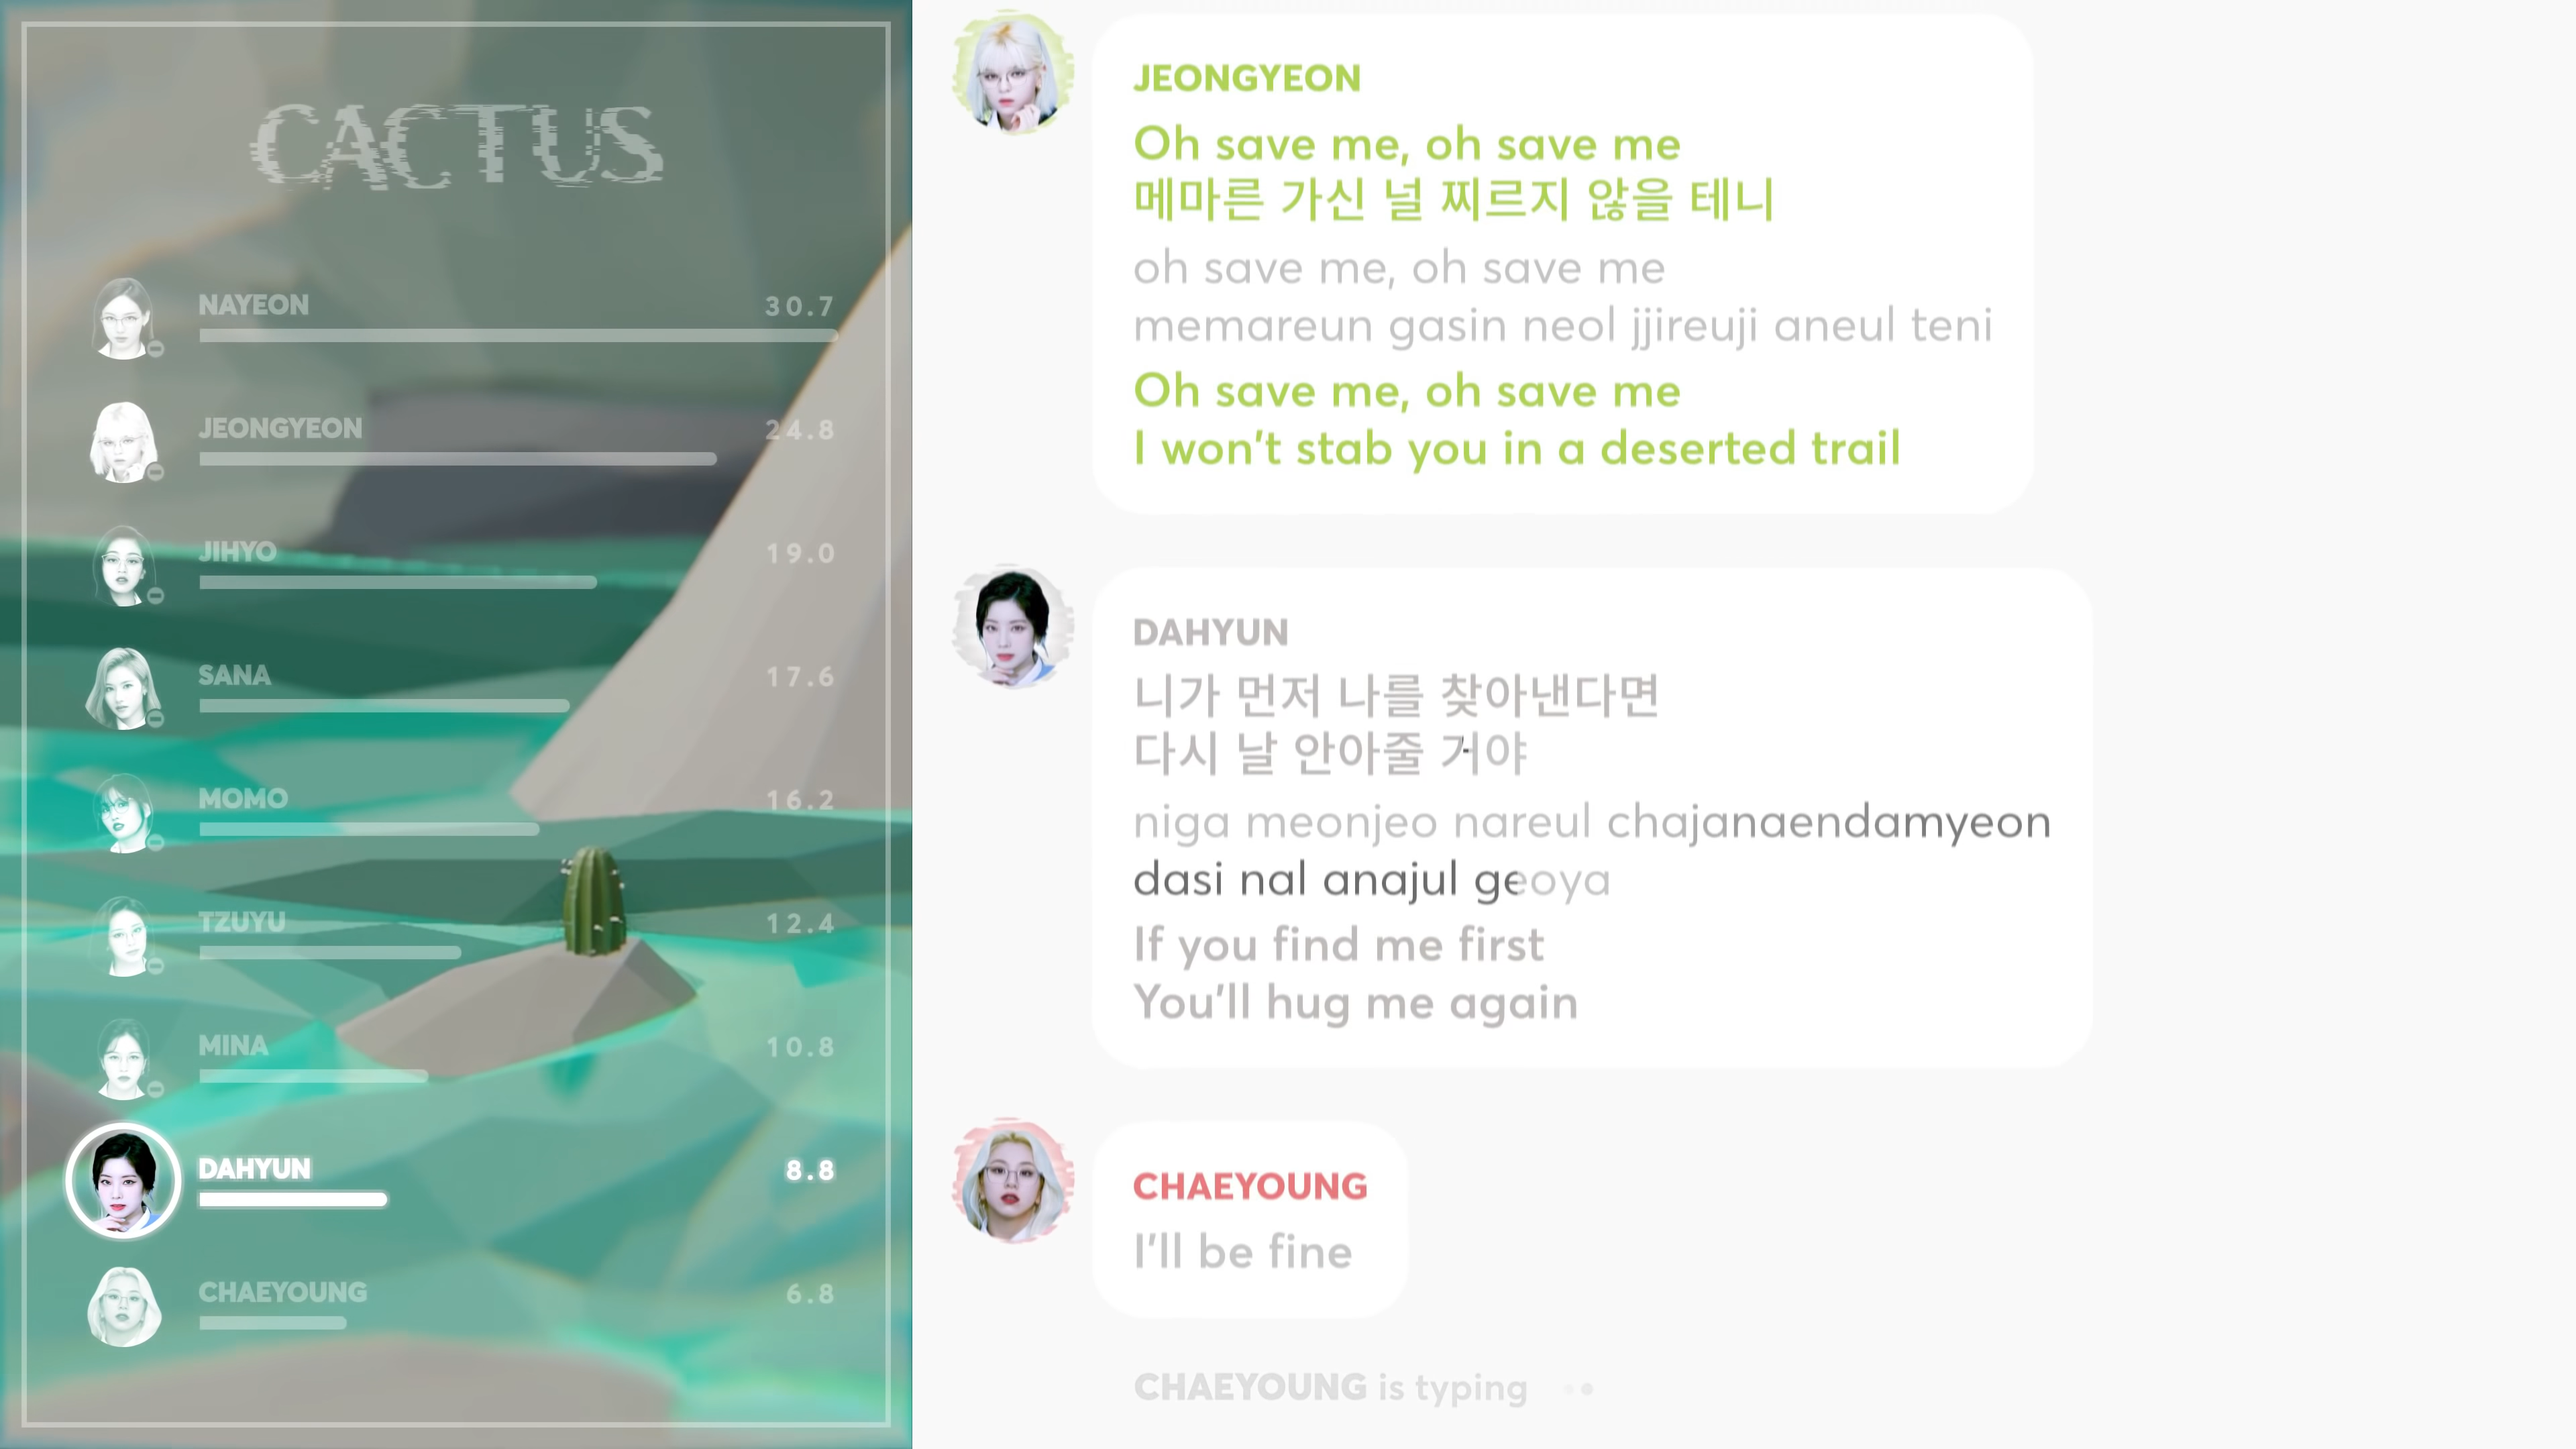 CACTUS
NAYEON 30.7
JEONGYEON 24.8
JIHYO 19.0
SANA 17.6
MOMO 16.2
TZUYU 12.4
MINA 10.8
DAHYUN 8.8
CHAEYOUNG 6.8
JEONGYEON
Oh save me, oh save me
메마른 가신 널 찌르지 않을 테니
oh save me, oh save me
memareun gasin neol jjireuji aneul teni
Oh save me, oh save me
I won't stab you in a deserted trail
DAHYUN
니가 먼저 나를 찾아낸다면
다시 날 안아줄 거야
niga meonjeo nareul chajanaendamyeon
dasi nal anajul geoya
If you find me first
You'll hug me again
CHAEYOUNG
I'll be fine
CHAEYOUNG is typing